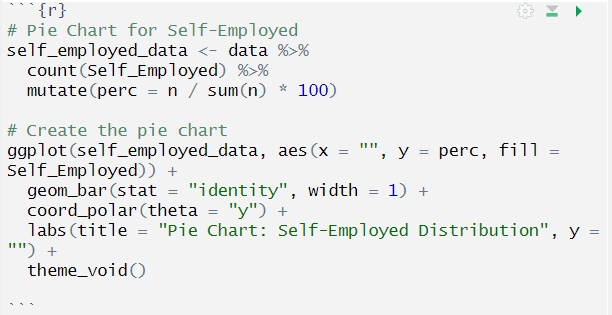 ```{r}
# Pie Chart for Self-Employed
self_employed_data <- data %>%
  count(Self_Employed) %>%
  mutate(perc = n / sum(n) * 100)

# Create the pie chart
ggplot(self_employed_data, aes(x = "", y = perc, fill =
Self_Employed)) +
  geom_bar(stat = "identity", width = 1) +
  coord_polar(theta = "y") +
  labs(title = "Pie Chart: Self-Employed Distribution", y =
"") +
  theme_void()

```